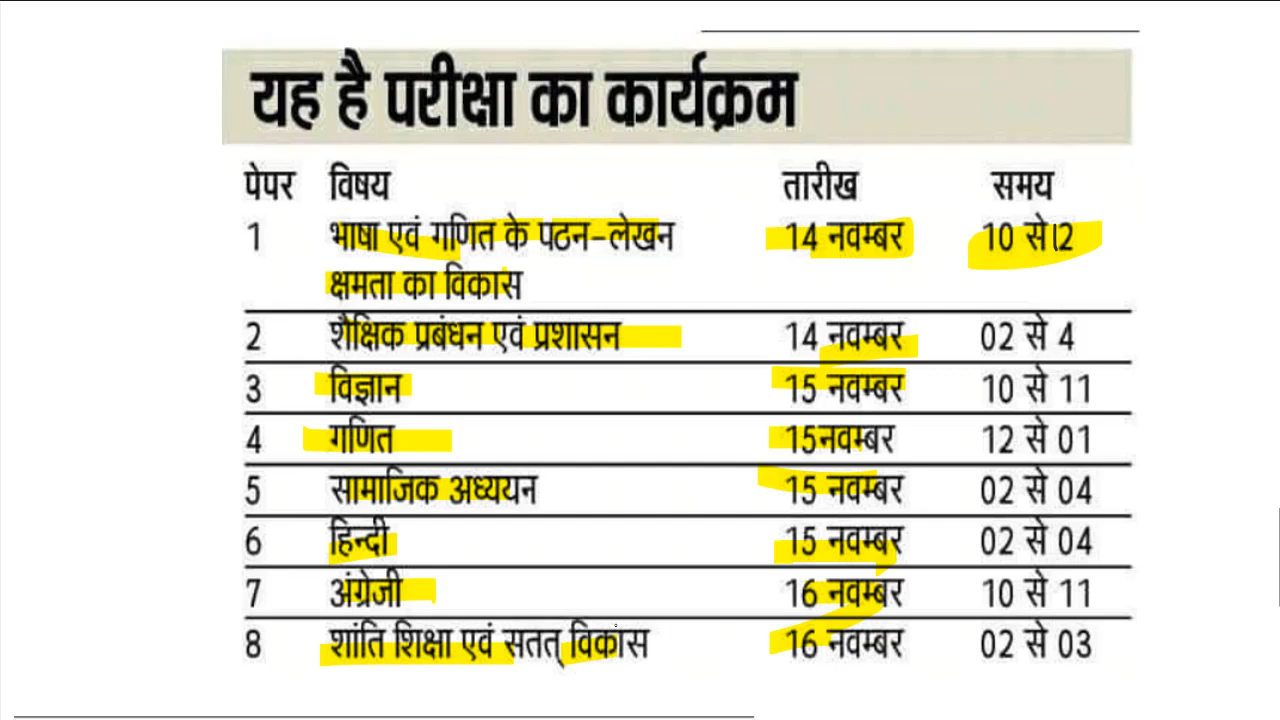 यह है परीक्षा का कार्यक्रम
पेपर विषय तारीख समय
1 भाषा एवं गणित के पठन-लेखन 14 नवम्बर 10 से 12
क्षमता का विकास
2 शैक्षिक प्रबंधन एवं प्रशासन 14 नवम्बर 02 से 4
3 विज्ञान 15 नवम्बर 10 से 11
4 गणित 15नवम्बर 12 से 01
5 सामाजिक अध्ययन 15 नवम्बर 02 से 04
6 हिन्दी 15 नवम्बर 02 से 04
7 अंग्रेजी 16 नवम्बर 10 से 11
8 शांति शिक्षा एवं सतत् विकास 16 नवम्बर 02 से 03